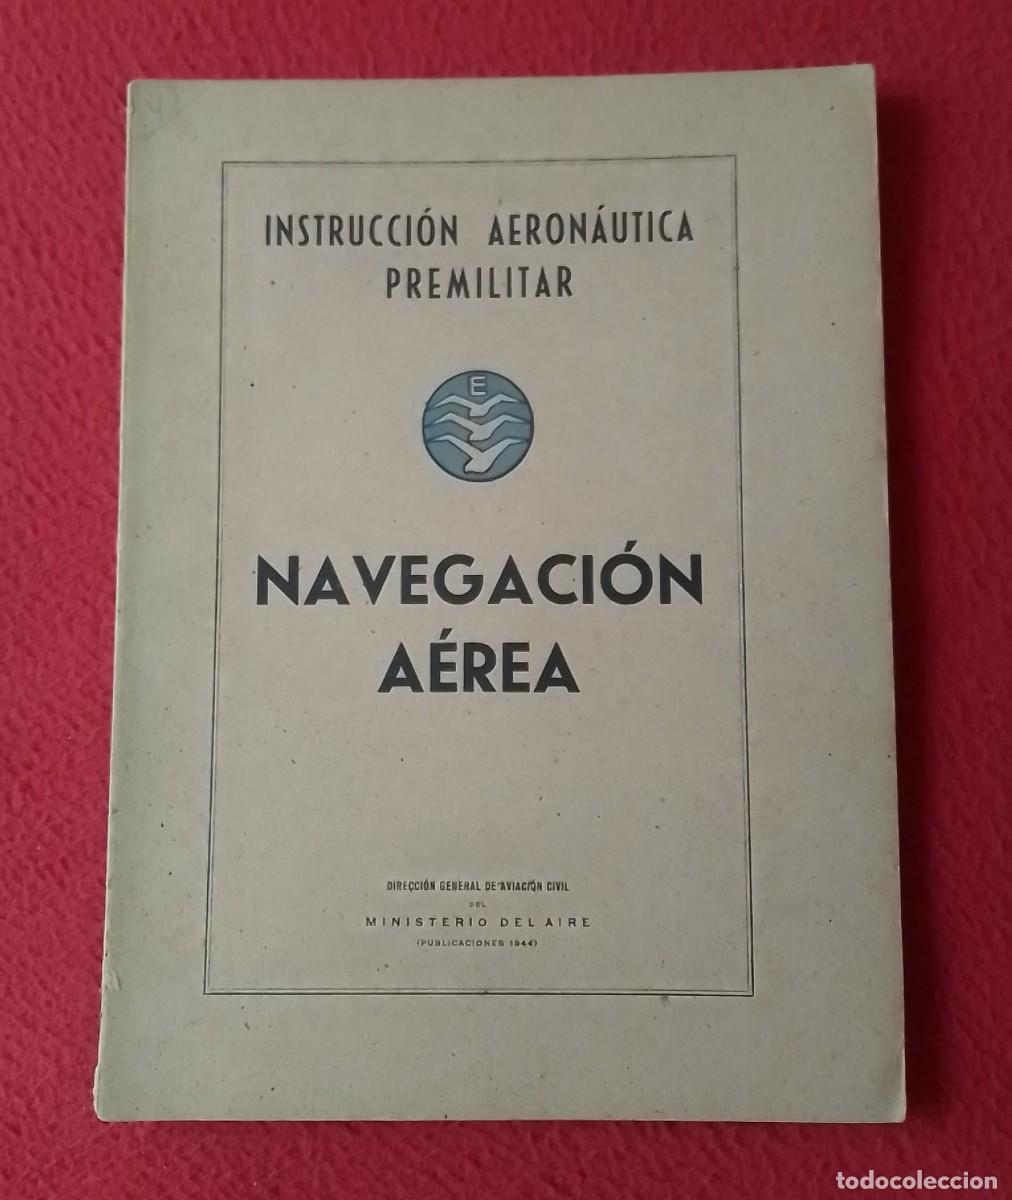 INSTRUCCIÓN AERONÁUTICA
PREMILITAR
E
NAVEGACIÓN
AÉREA
DIRECCIÓN GENERAL DE AVIACIÓN CIVIL
DEL
MINISTERIO DEL AIRE
(PUBLICACIONES 1944)
todocoleccion